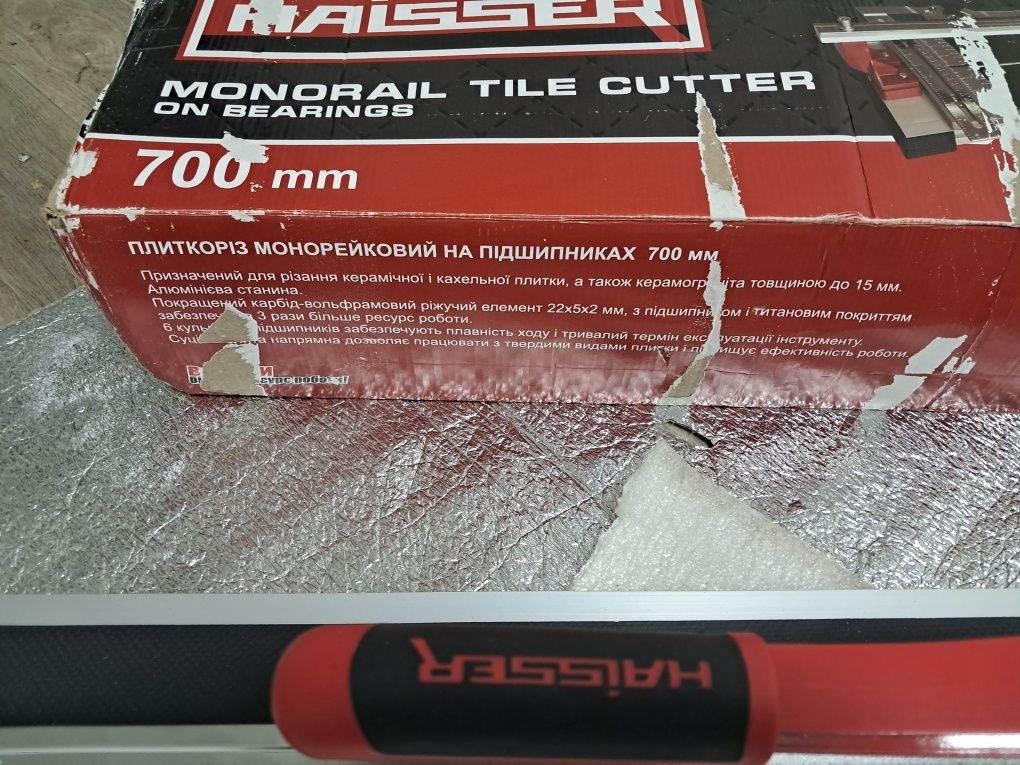 HAISSER
MONORAIL TILE CUTTER
ON BEARINGS
700 mm
ПЛИТКОРІЗ МОНОРЕЙКОВИЙ НА ПІДШИПНИКАХ 700 мм
Призначений для різання керамічної і кахельної плитки, а також керамограніта товщиною до 15 мм.
Алюмінієва станина.
Покращений карбід-вольфрамовий ріжучий елемент 22x5x2 мм, з підшипником і титановим покриттям
3 рази більше ресурс роботи.
6 підшипників забезпечують плавність ходу і тривалий термін експлуатації інструменту.
напрямна дозволяє працювати з твердими видами плитки і підвищує ефективність роботи.
HAISSER